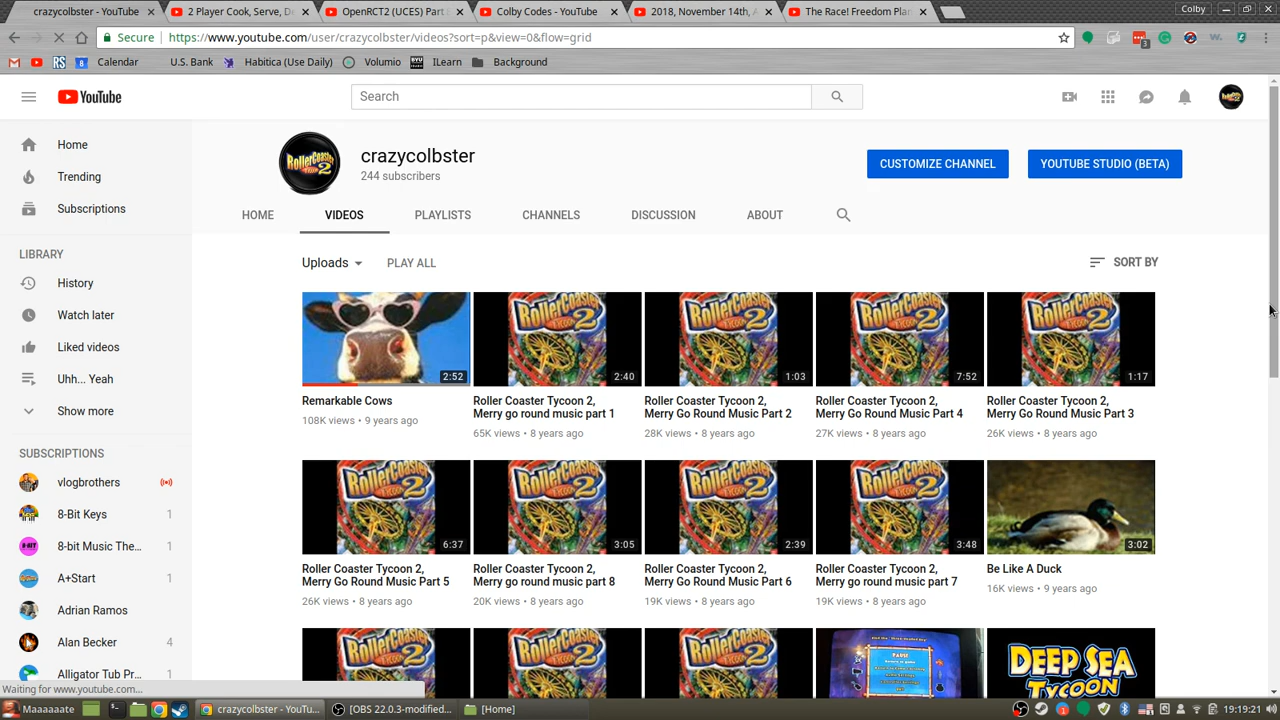 crazycolbster - YouTube
2 Player Cook, Serve, D
OpenRCT2 (UCES) Part
Colby Codes - YouTube
2018, November 14th, A
The Race! Freedom Plan
Colby
Secure
https://www.youtube.com/user/crazycolbster/videos?sort=p&view=0&flow=grid
Calendar
U.S. Bank
Habitica (Use Daily)
Volumio
ILearn
Background
YouTube
Search
Home
Trending
Subscriptions
LIBRARY
History
Watch later
Liked videos
Uhh... Yeah
Show more
SUBSCRIPTIONS
vlogbrothers
8-Bit Keys 1
8-bit Music The... 1
A+Start 1
Adrian Ramos
Alan Becker 4
Alligator Tub Pr... 1
crazycolbster
244 subscribers
CUSTOMIZE CHANNEL
YOUTUBE STUDIO (BETA)
HOME
VIDEOS
PLAYLISTS
CHANNELS
DISCUSSION
ABOUT
Uploads
PLAY ALL
SORT BY
2:52
Remarkable Cows
108K views • 9 years ago
RollerCoaster Tycoon 2
2:40
Roller Coaster Tycoon 2,
Merry go round music part 1
65K views • 8 years ago
1:03
Roller Coaster Tycoon 2,
Merry Go Round Music Part 2
28K views • 8 years ago
7:52
Roller Coaster Tycoon 2,
Merry Go Round Music Part 4
27K views • 8 years ago
1:17
Roller Coaster Tycoon 2,
Merry Go Round Music Part 3
26K views • 8 years ago
6:37
Roller Coaster Tycoon 2,
Merry Go Round Music Part 5
26K views • 8 years ago
3:05
Roller Coaster Tycoon 2,
Merry go round music part 8
20K views • 8 years ago
2:39
Roller Coaster Tycoon 2,
Merry Go Round Music Part 6
19K views • 8 years ago
3:48
Roller Coaster Tycoon 2,
Merry go round music part 7
19K views • 8 years ago
3:02
Be Like A Duck
16K views • 9 years ago
PAUSE
DEEP SEA
TYCOON
Waiting for www.youtube.com...
Maaaaaate
crazycolbster - YouTu...
[OBS 22.0.3-modified...
[Home]
19:19:21